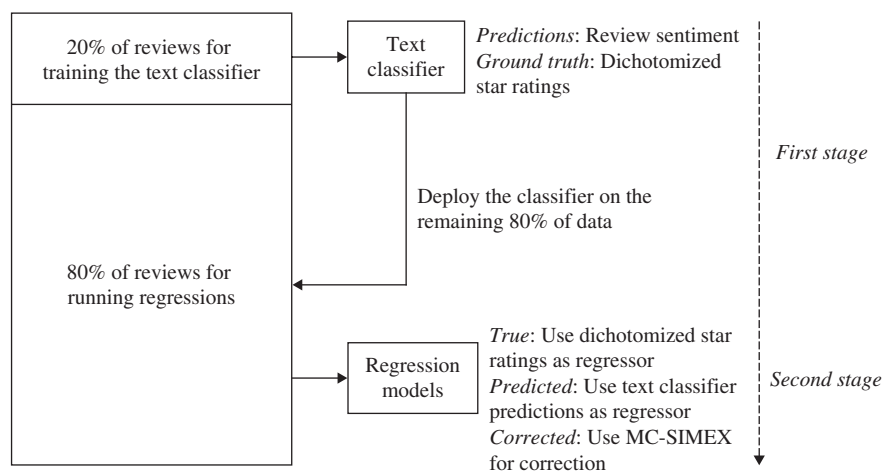 20% of reviews for
training the text classifier
Text
classifier
Predictions: Review sentiment
Ground truth: Dichotomized
star ratings
First stage
Deploy the classifier on the
remaining 80% of data
80% of reviews for
running regressions
Regression
models
True: Use dichotomized star
ratings as regressor
Predicted: Use text classifier
predictions as regressor
Corrected: Use MC-SIMEX
for correction
Second stage